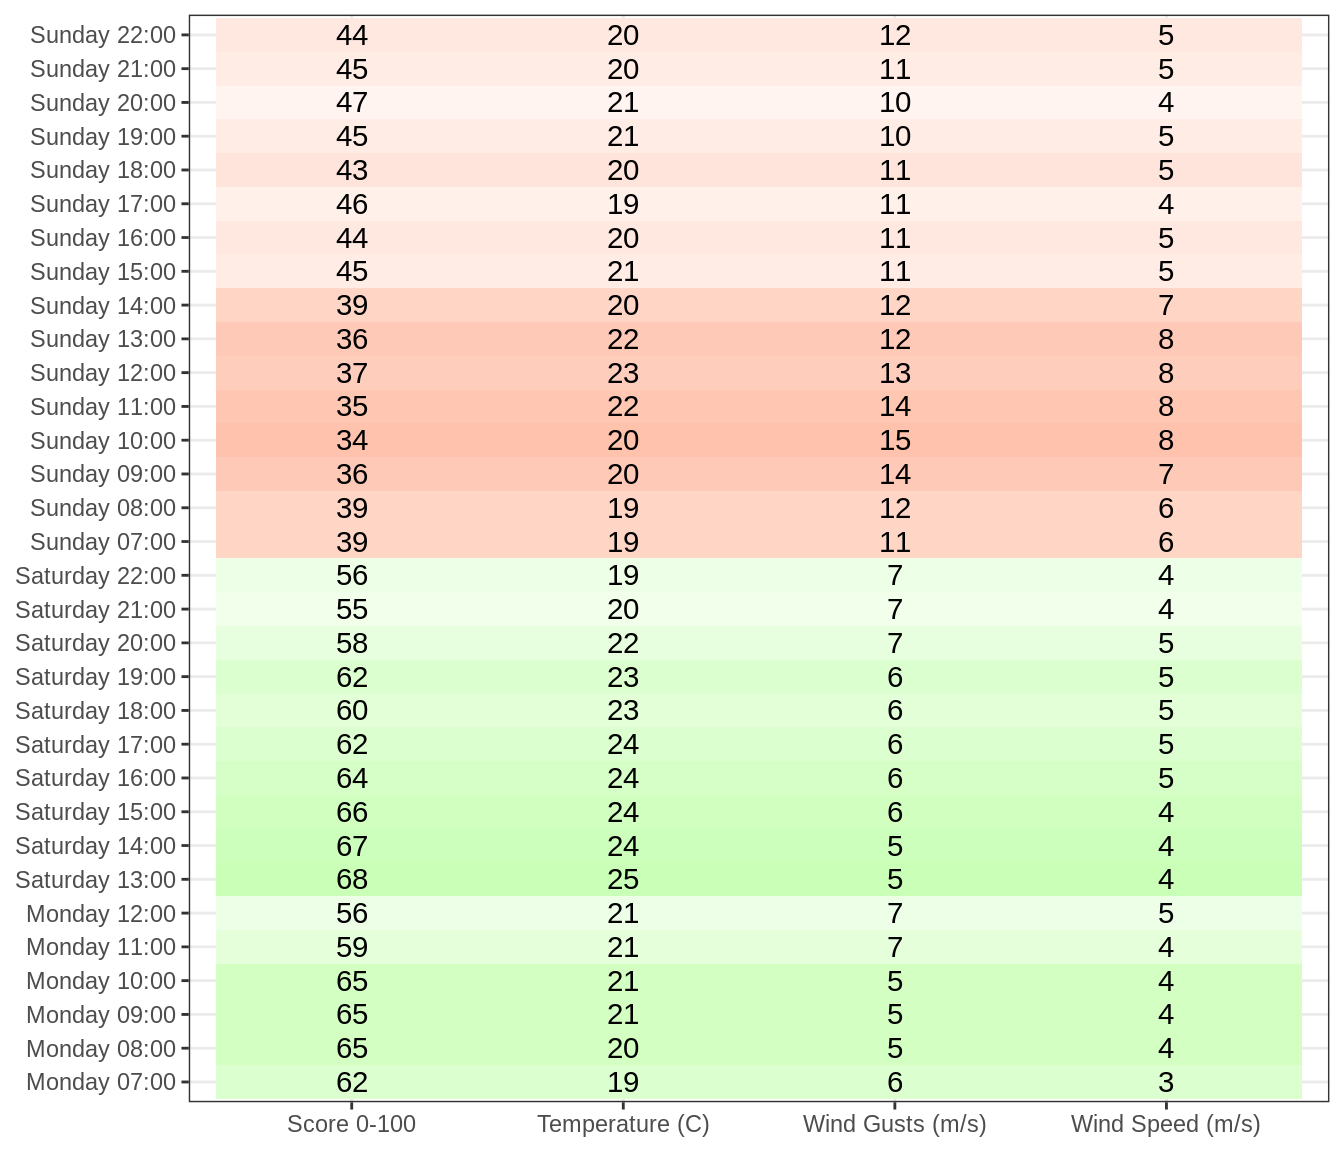 Sunday 22:00 44 20 12 5
Sunday 21:00 45 20 11 5
Sunday 20:00 47 21 10 4
Sunday 19:00 45 21 10 5
Sunday 18:00 43 20 11 5
Sunday 17:00 46 19 11 4
Sunday 16:00 44 20 11 5
Sunday 15:00 45 21 11 5
Sunday 14:00 39 20 12 7
Sunday 13:00 36 22 12 8
Sunday 12:00 37 23 13 8
Sunday 11:00 35 22 14 8
Sunday 10:00 34 20 15 8
Sunday 09:00 36 20 14 7
Sunday 08:00 39 19 12 6
Sunday 07:00 39 19 11 6
Saturday 22:00 56 19 7 4
Saturday 21:00 55 20 7 4
Saturday 20:00 58 22 7 5
Saturday 19:00 62 23 6 5
Saturday 18:00 60 23 6 5
Saturday 17:00 62 24 6 5
Saturday 16:00 64 24 6 5
Saturday 15:00 66 24 6 4
Saturday 14:00 67 24 5 4
Saturday 13:00 68 25 5 4
Monday 12:00 56 21 7 5
Monday 11:00 59 21 7 4
Monday 10:00 65 21 5 4
Monday 09:00 65 21 5 4
Monday 08:00 65 20 5 4
Monday 07:00 62 19 6 3
Score 0-100 Temperature (C) Wind Gusts (m/s) Wind Speed (m/s)